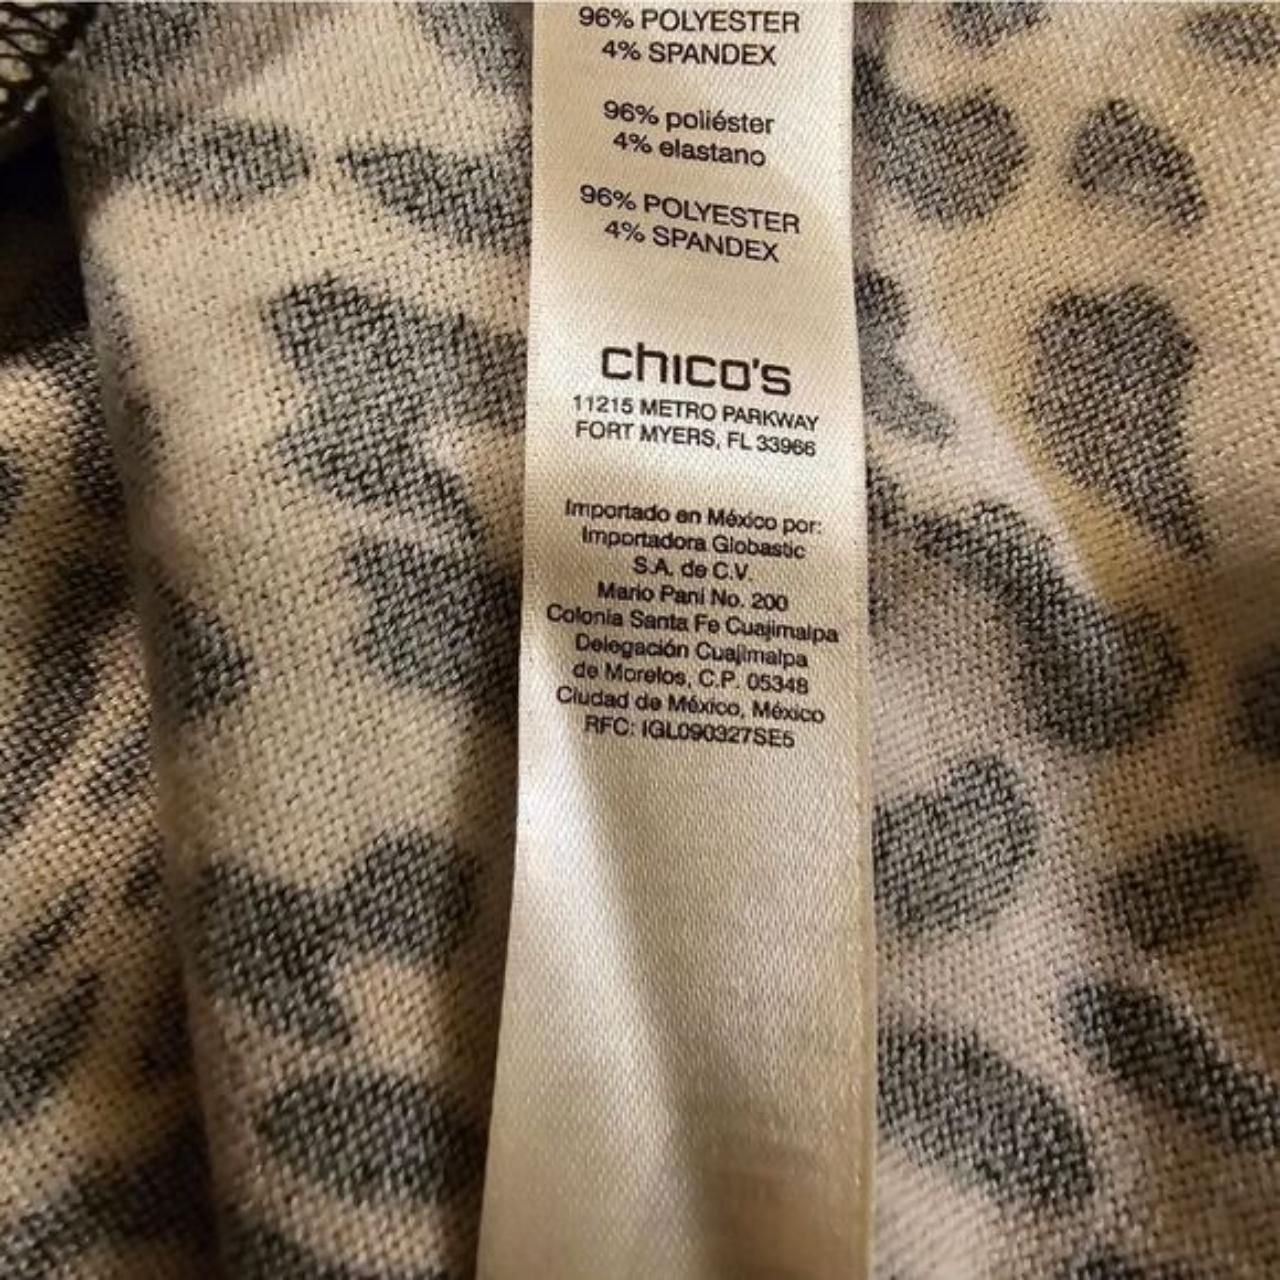 96% POLYESTER
4% SPANDEX
96% poliéster
4% elastano
96% POLYESTER
4% SPANDEX
chico's
11215 METRO PARKWAY
FORT MYERS, FL 33966
Importado en México por:
Importadora Globastic
S.A. de C.V.
Mario Pani No. 200
Colonia Santa Fe Cuajimalpa
Delegación Cuajimalpa
de Morelos, C.P. 05348
Ciudad de México, México
RFC: IGL090327SE5